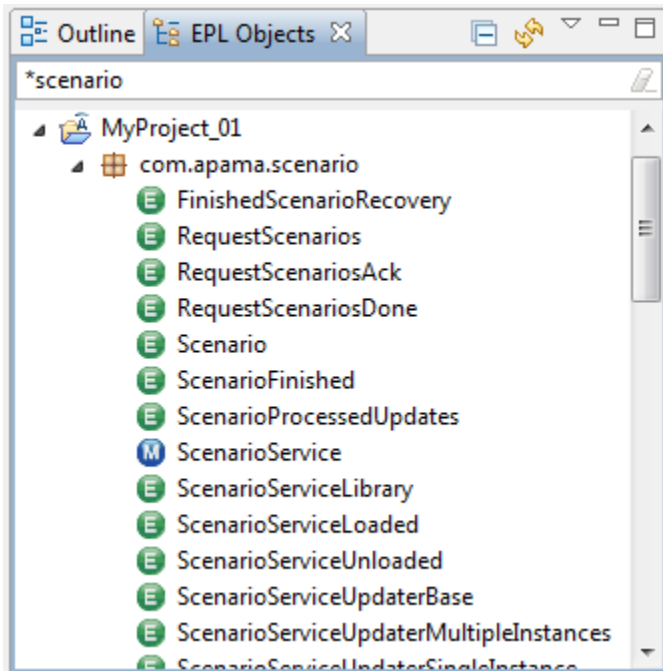 Outline EPL Objects
*scenario
MyProject_01
com.apama.scenario
E FinishedScenarioRecovery
E RequestScenarios
E RequestScenariosAck
E RequestScenariosDone
E Scenario
E ScenarioFinished
E ScenarioProcessedUpdates
M ScenarioService
E ScenarioServiceLibrary
E ScenarioServiceLoaded
E ScenarioServiceUnloaded
E ScenarioServiceUpdaterBase
E ScenarioServiceUpdaterMultipleInstances
E ScenarioServiceUpdaterSingleInstance